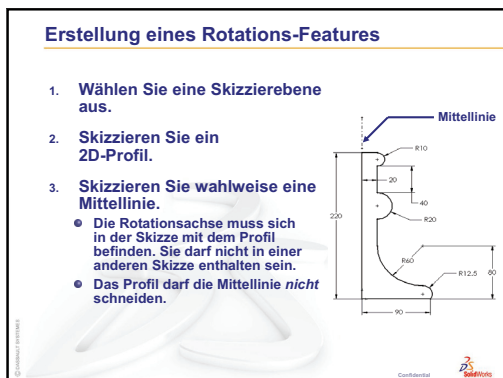 Erstellung eines Rotations-Features
1. Wählen Sie eine Skizzierebene
aus.
2. Skizzieren Sie ein
2D-Profil.
3. Skizzieren Sie wahlweise eine
Mittellinie.
Die Rotationsachse muss sich
in der Skizze mit dem Profil
befinden. Sie darf nicht in einer
anderen Skizze enthalten sein.
Das Profil darf die Mittellinie nicht
schneiden.
Mittellinie
R10
20
40
220
R20
R60
R12.5
80
90
© DASSAULT SYSTEMES
Confidential
SolidWorks